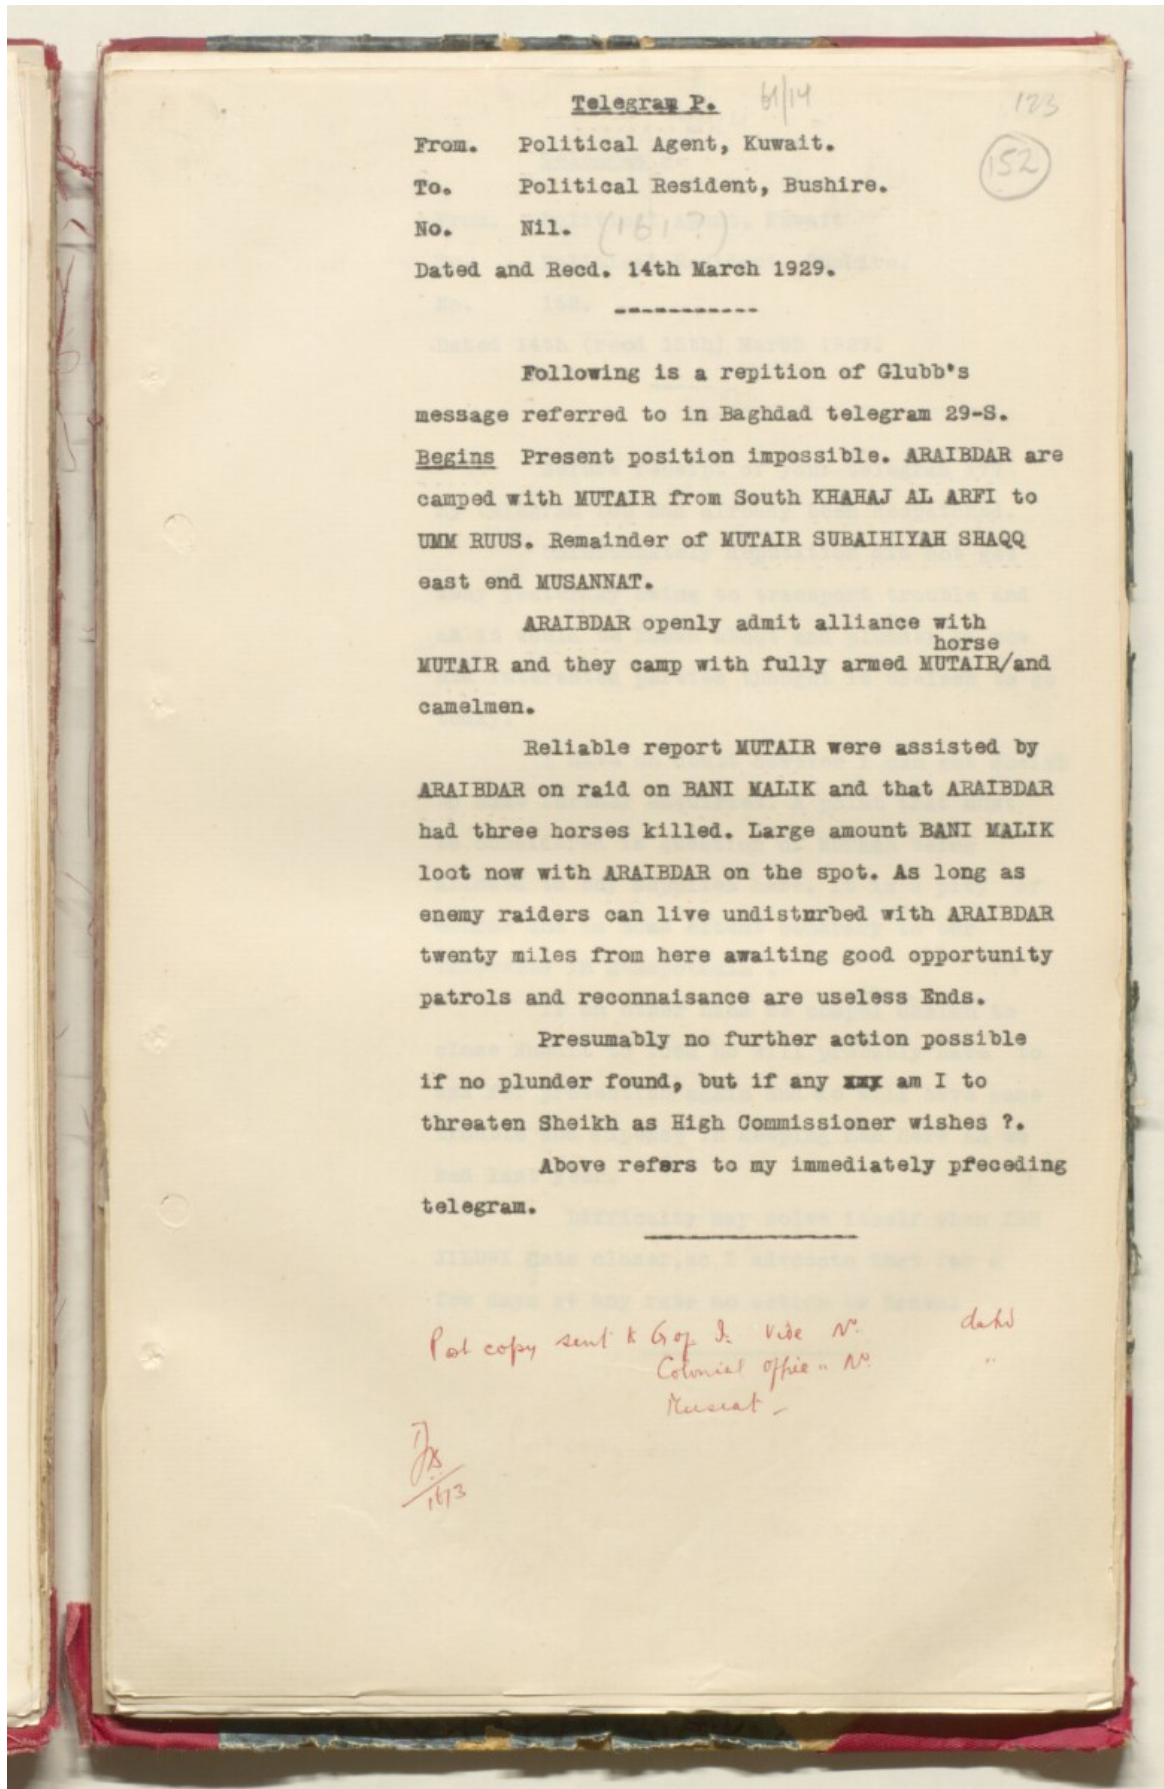 Telegram P. 61/14
123
152
From. Political Agent, Kuwait.
To. Political Resident, Bushire.
No. Nil. (161?)
Dated and Recd. 14th March 1929.
Following is a repition of Glubb's
message referred to in Baghdad telegram 29-S.
Begins Present position impossible. ARAIBDAR are
camped with MUTAIR from South KHAHAJ AL ARFI to
UMM RUUS. Remainder of MUTAIR SUBAIHIYAH SHAQQ
east end MUSANNAT.
ARAIBDAR openly admit alliance with
horse
MUTAIR and they camp with fully armed MUTAIR/and
camelmen.
Reliable report MUTAIR were assisted by
ARAIBDAR on raid on BANI MALIK and that ARAIBDAR
had three horses killed. Large amount BANI MALIK
loot now with ARAIBDAR on the spot. As long as
enemy raiders can live undisturbed with ARAIBDAR
twenty miles from here awaiting good opportunity
patrols and reconnaisance are useless Ends.
Presumably no further action possible
if no plunder found, but if any xxx am I to
threaten Sheikh as High Commissioner wishes ?.
Above refers to my immediately preceding
telegram.
Post copy sent to G of I. vide No. dated
Colonial Office " No. "
Muscat -